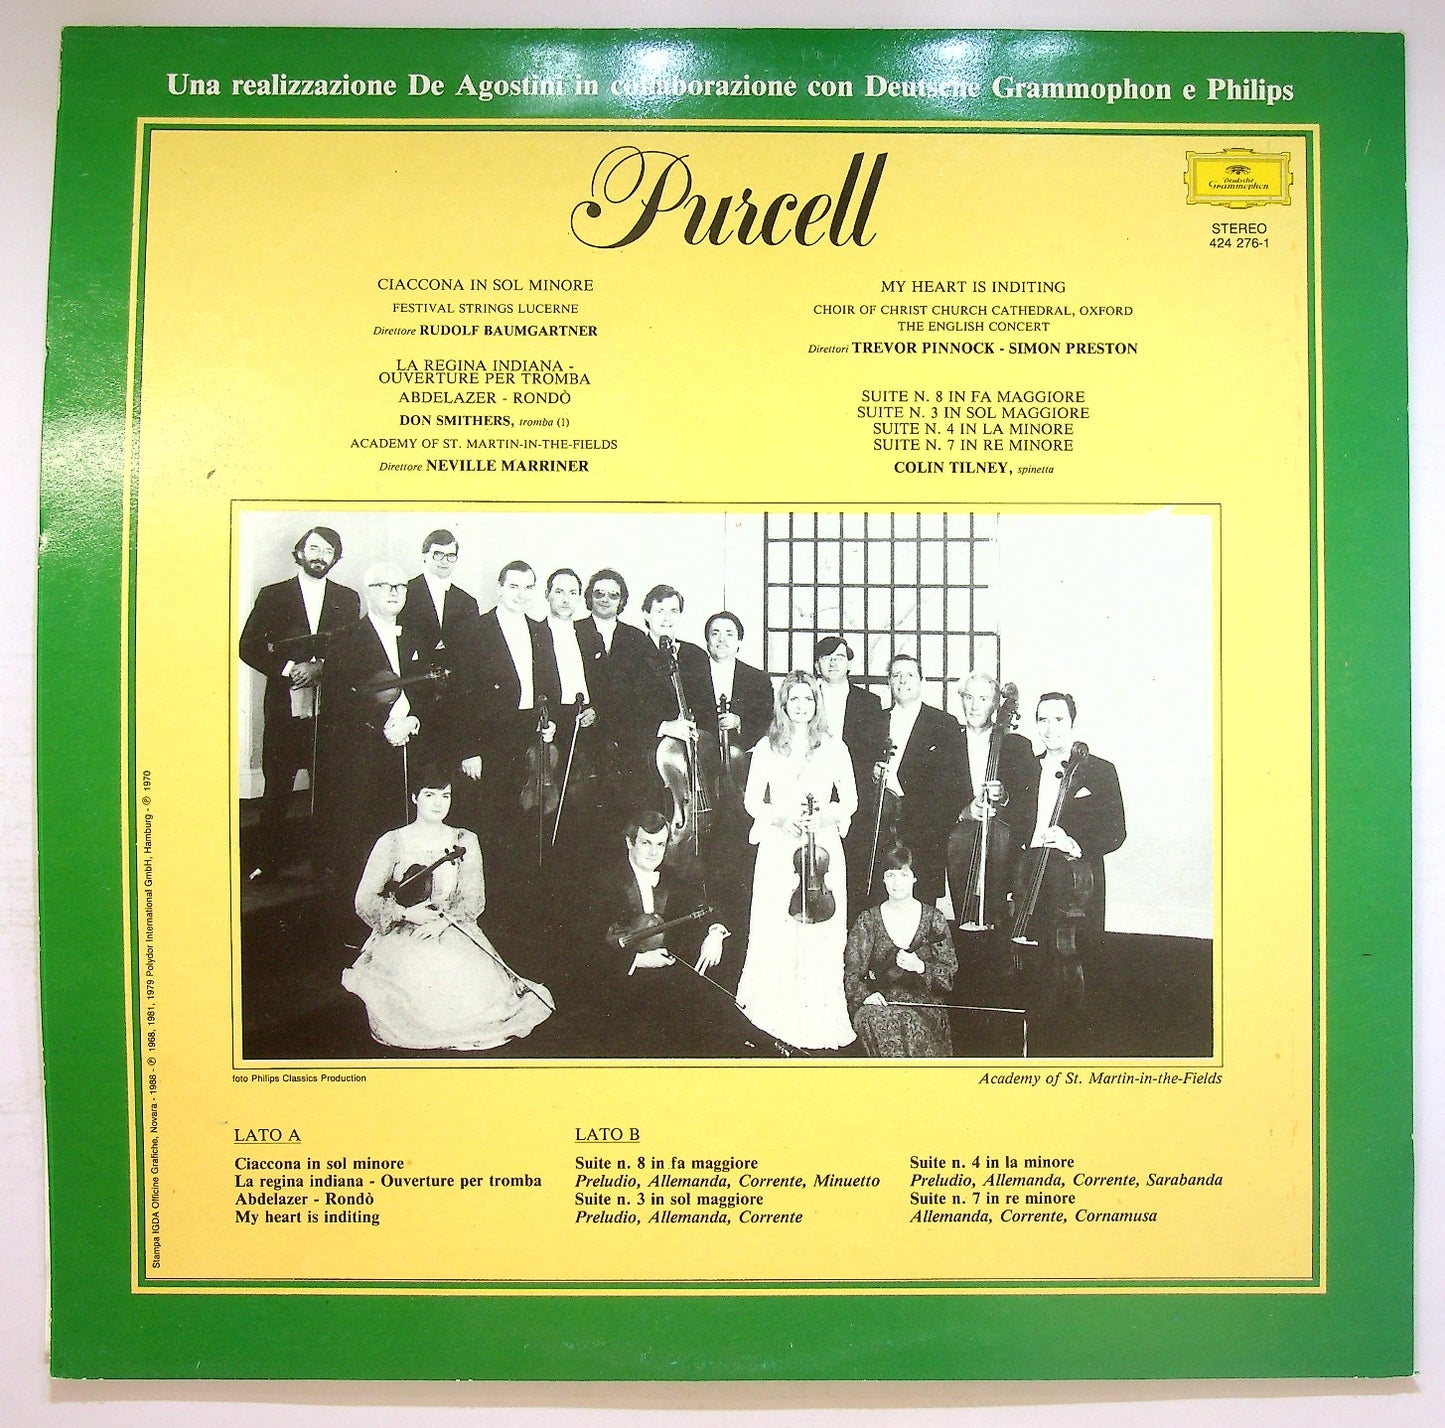 Una realizzazione De Agostini in collaborazione con Deutsche Grammophon e Philips
Purcell
Deutsche
Grammophon
STEREO
424 276-1
CIACCONA IN SOL MINORE
FESTIVAL STRINGS LUCERNE
Direttore RUDOLF BAUMGARTNER
LA REGINA INDIANA -
OUVERTURE PER TROMBA
ABDELAZER - RONDÒ
DON SMITHERS, tromba (1)
ACADEMY OF ST. MARTIN-IN-THE-FIELDS
Direttore NEVILLE MARRINER
MY HEART IS INDITING
CHOIR OF CHRIST CHURCH CATHEDRAL, OXFORD
THE ENGLISH CONCERT
Direttori TREVOR PINNOCK - SIMON PRESTON
SUITE N. 8 IN FA MAGGIORE
SUITE N. 3 IN SOL MAGGIORE
SUITE N. 4 IN LA MINORE
SUITE N. 7 IN RE MINORE
COLIN TILNEY, spinetta
foto Philips Classics Production
Academy of St. Martin-in-the-Fields
LATO A
Ciaccona in sol minore
La regina indiana - Ouverture per tromba
Abdelazer - Rondò
My heart is inditing
LATO B
Suite n. 8 in fa maggiore
Preludio, Allemanda, Corrente, Minuetto
Suite n. 3 in sol maggiore
Preludio, Allemanda, Corrente
Suite n. 4 in la minore
Preludio, Allemanda, Corrente, Sarabanda
Suite n. 7 in re minore
Allemanda, Corrente, Cornamusa
Stampa IGDA Officine Grafiche, Novara - 1988 - ℗ 1968, 1981, 1979 Polydor International GmbH, Hamburg - ℗ 1970